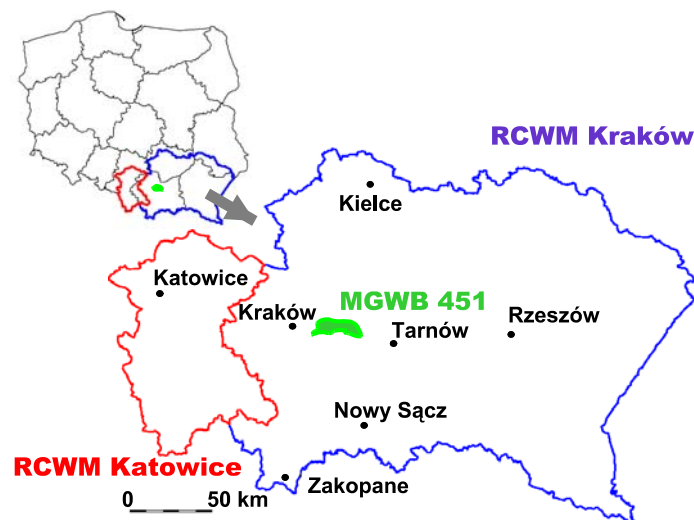 RCWM Kraków
Kielce
Katowice
MGWB 451
Kraków
Rzeszów
Tarnów
Nowy Sącz
RCWM Katowice
Zakopane
0 50 km